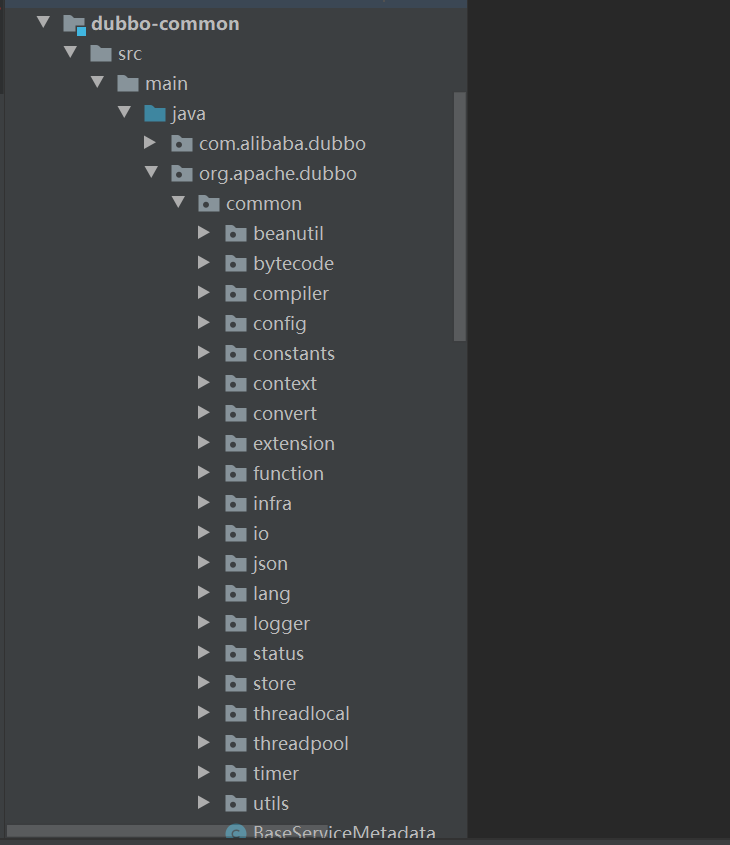 dubbo-common
src
main
java
com.alibaba.dubbo
org.apache.dubbo
common
beanutil
bytecode
compiler
config
constants
context
convert
extension
function
infra
io
json
lang
logger
status
store
threadlocal
threadpool
timer
utils
BaseServiceMetadata